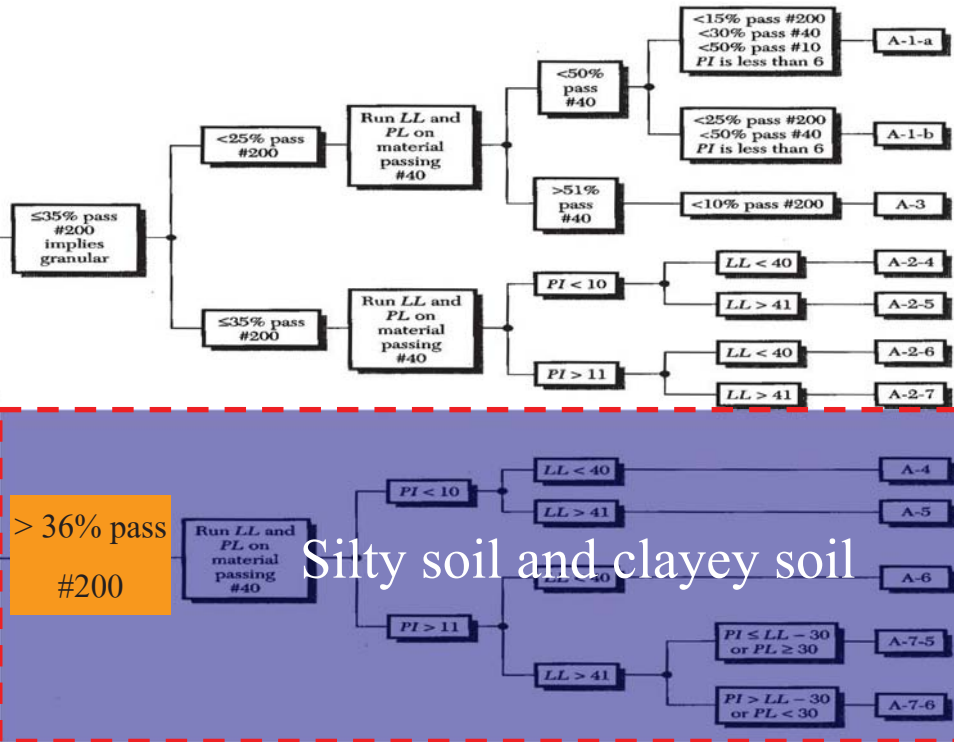 ≤35% pass
#200
implies
granular
<25% pass
#200
Run LL and
PL on
material
passing
#40
<50%
pass
#40
<15% pass #200
<30% pass #40
<50% pass #10
PI is less than 6
A-1-a
<25% pass #200
<50% pass #40
PI is less than 6
A-1-b
>51%
pass
#40
<10% pass #200
A-3
≤35% pass
#200
Run LL and
PL on
material
passing
#40
PI < 10
LL < 40
A-2-4
LL > 41
A-2-5
PI > 11
LL < 40
A-2-6
LL > 41
A-2-7
> 36% pass
#200
Run LL and
PL on
material
passing
#40
Silty soil and clayey soil
PI < 10
LL < 40
A-4
LL > 41
A-5
PI > 11
LL < 40
A-6
LL > 41
PI ≤ LL – 30
or PL ≥ 30
A-7-5
PI > LL – 30
or PL < 30
A-7-6